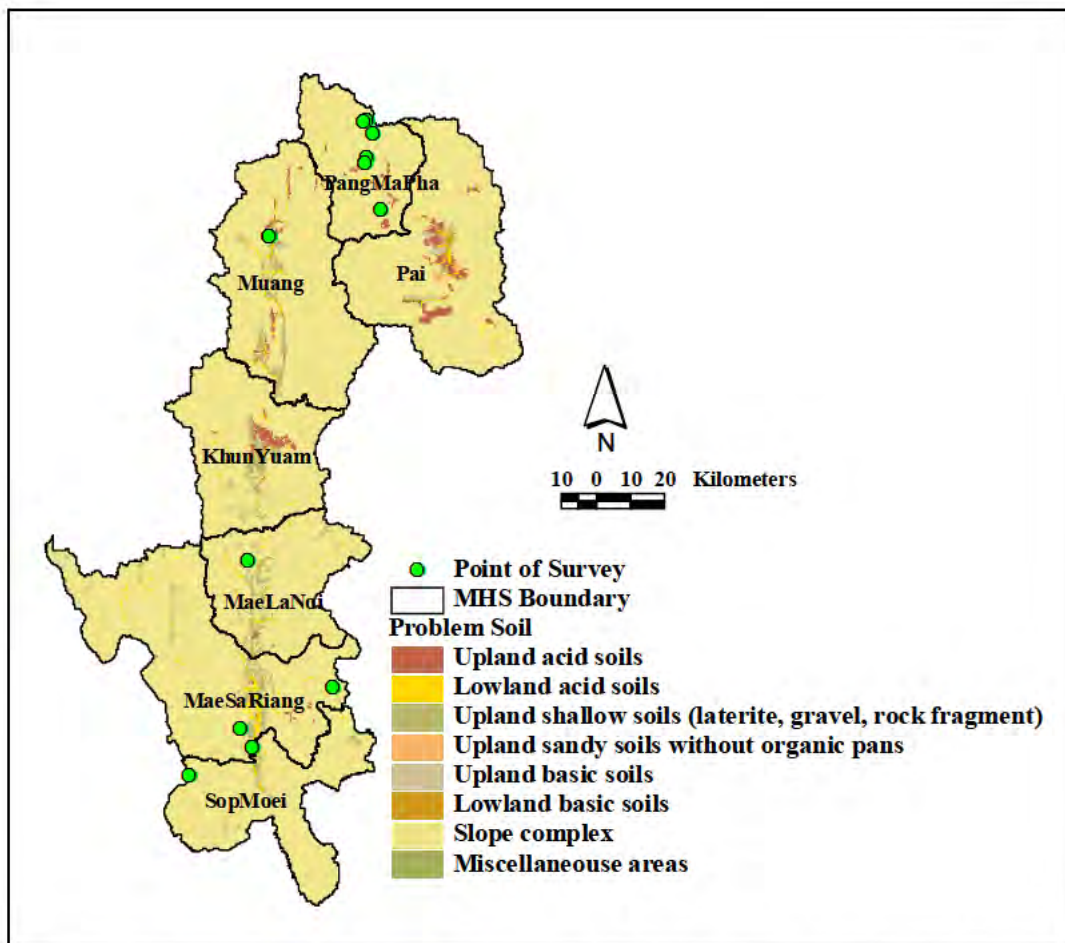 PangMaPha
Pai
Muang
N
10 0 10 20 Kilometers
KhunYuam
Point of Survey
MHS Boundary
MaeLaNoi
Problem Soil
Upland acid soils
Lowland acid soils
MaeSaRiang
Upland shallow soils (laterite, gravel, rock fragment)
Upland sandy soils without organic pans
Upland basic soils
SopMoei
Lowland basic soils
Slope complex
Miscellaneouse areas